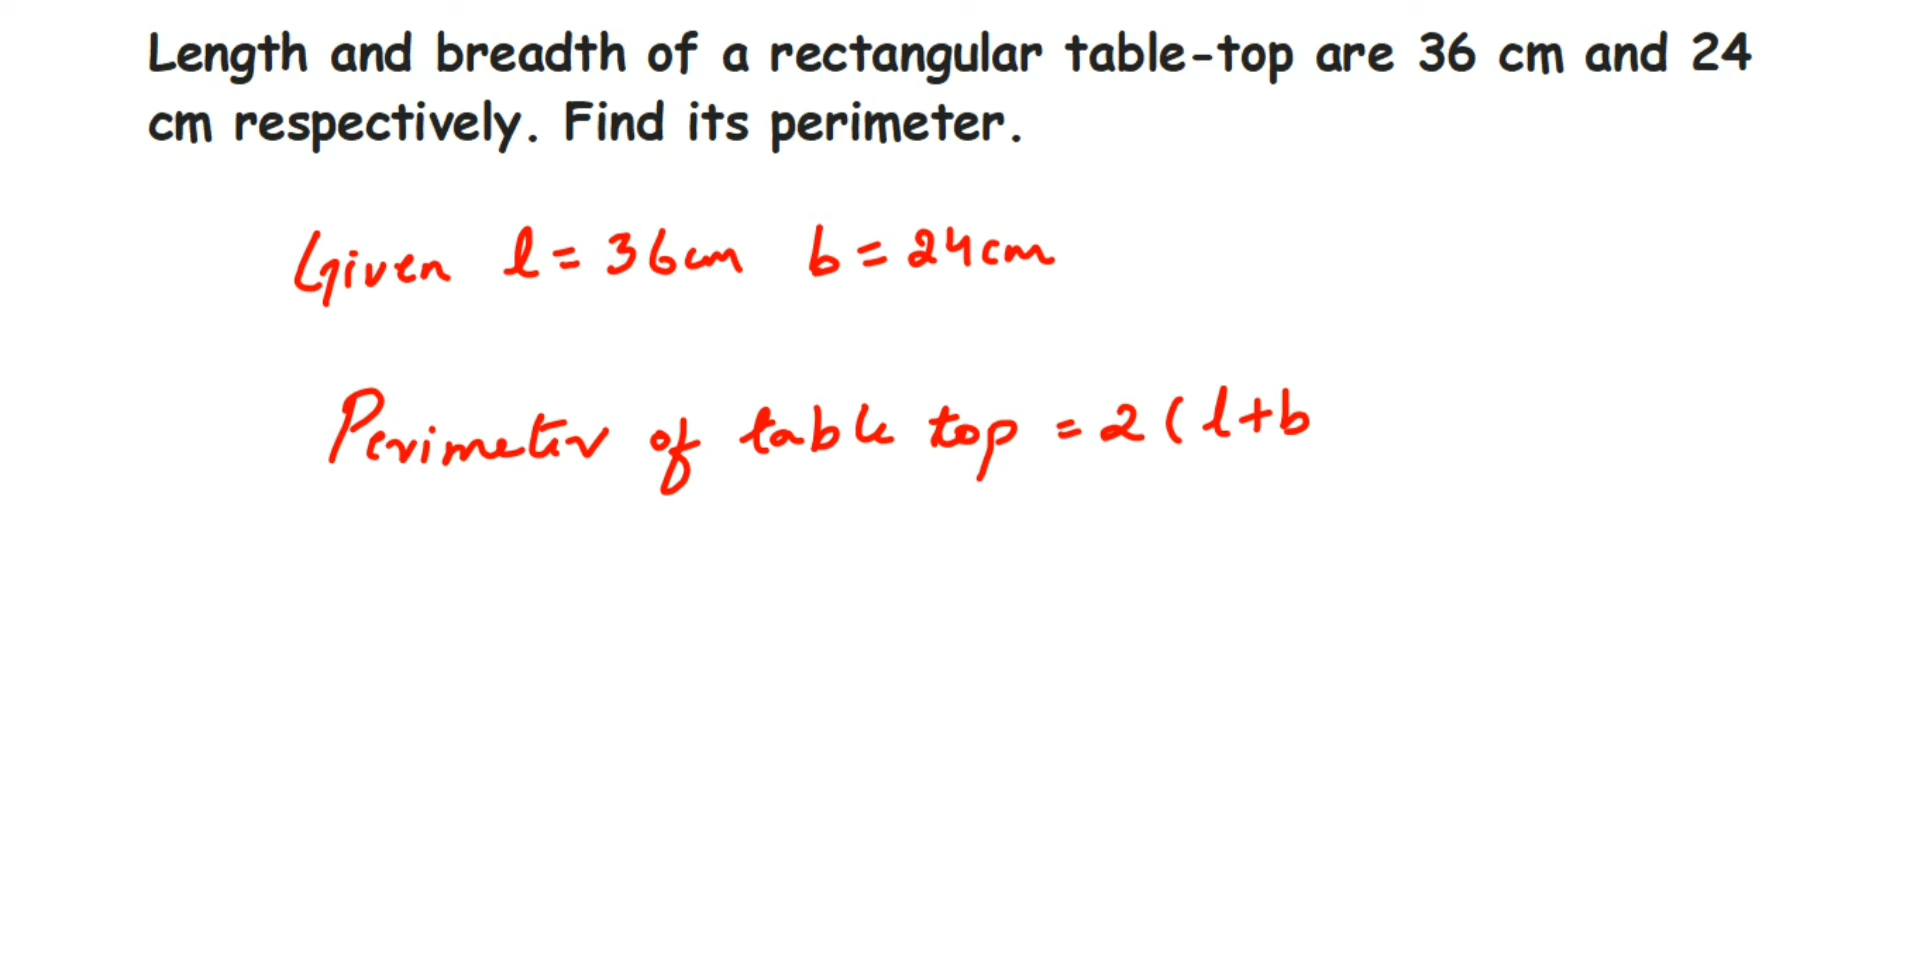 Length and breadth of a rectangular table-top are 36 cm and 24
cm respectively. Find its perimeter.
Given l = 36cm b = 24cm
Perimeter of table top = 2 ( l+b